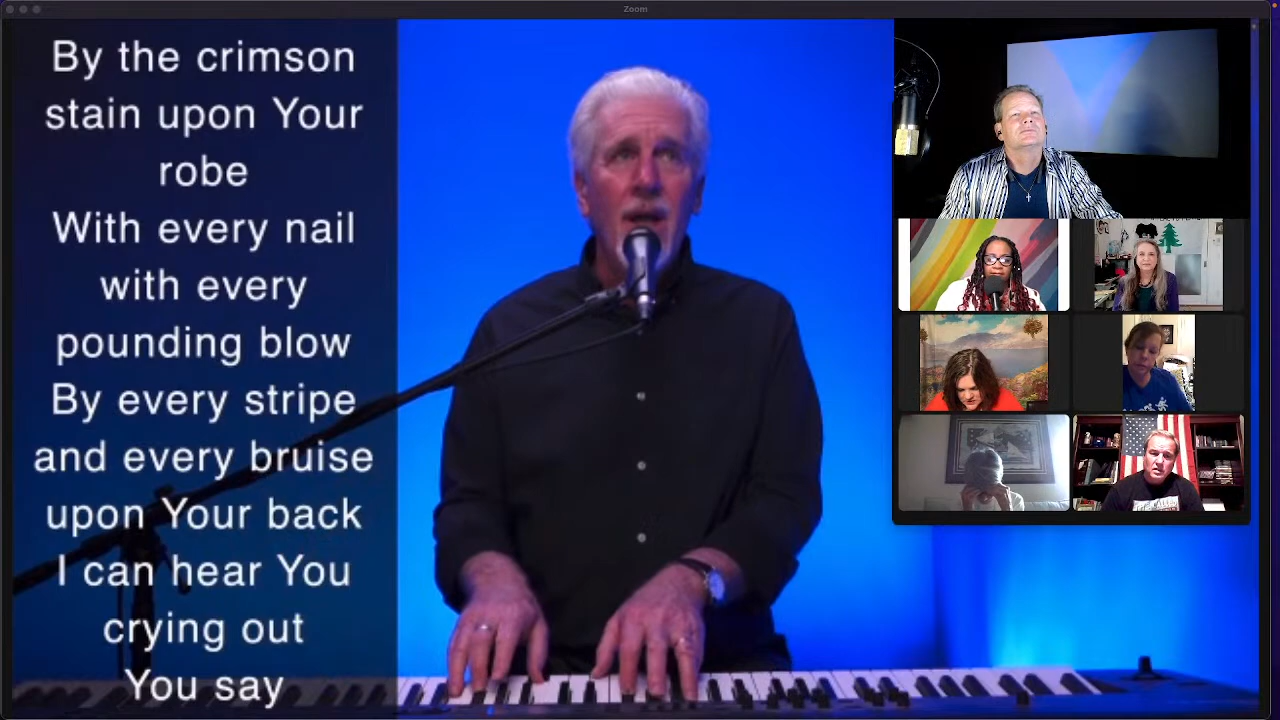 Zoom
By the crimson
stain upon Your
robe
With every nail
with every
pounding blow
By every stripe
and every bruise
upon Your back
I can hear You
crying out
You say